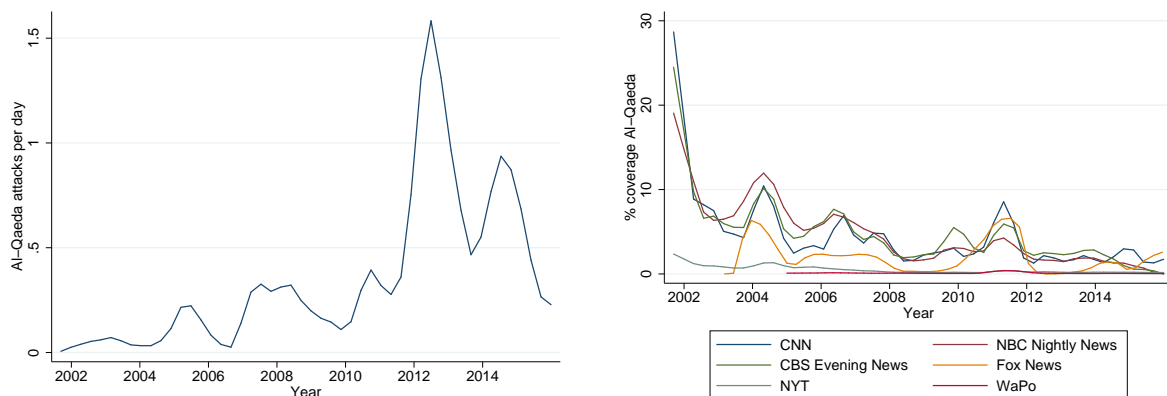 Al−Qaeda attacks per day
1.5
1
.5
0
2002 2004 2006 2008 2010 2012 2014
Year
% coverage Al−Qaeda
30
20
10
0
2002 2004 2006 2008 2010 2012 2014
Year
CNN NBC Nightly News
CBS Evening News Fox News
NYT WaPo